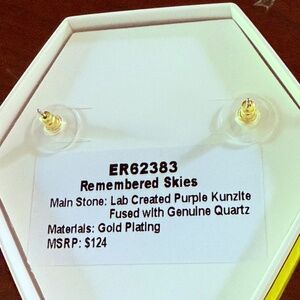 ER62383
Remembered Skies
Main Stone: Lab Created Purple Kunzite
Fused with Genuine Quartz
Materials: Gold Plating
MSRP: $124